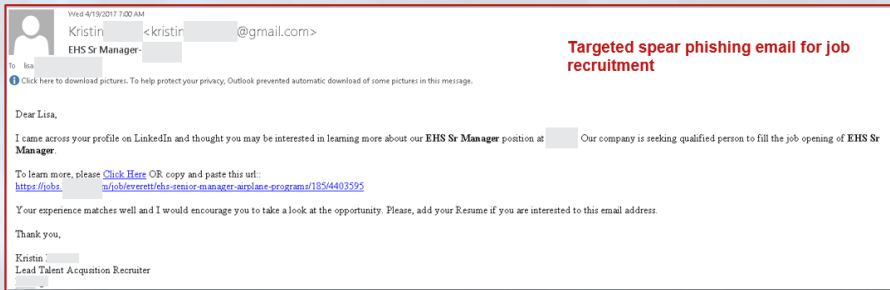 Wed 4/19/2017 7:00 AM
Kristin <kristin @gmail.com>
EHS Sr Manager-
Targeted spear phishing email for job
recruitment
To lisa
Click here to download pictures. To help protect your privacy, Outlook prevented automatic download of some pictures in this message.
Dear Lisa,
I came across your profile on LinkedIn and thought you may be interested in learning more about our EHS Sr Manager position at Our company is seeking qualified person to fill the job opening of EHS Sr
Manager.
To learn more, please Click Here OR copy and paste this url::
https://jobs. m/job/everett/ehs-senior-manager-airplane-programs/185/4403595
Your experience matches well and I would encourage you to take a look at the opportunity. Please, add your Resume if you are interested to this email address.
Thank you,
Kristin
Lead Talent Acqusition Recruiter